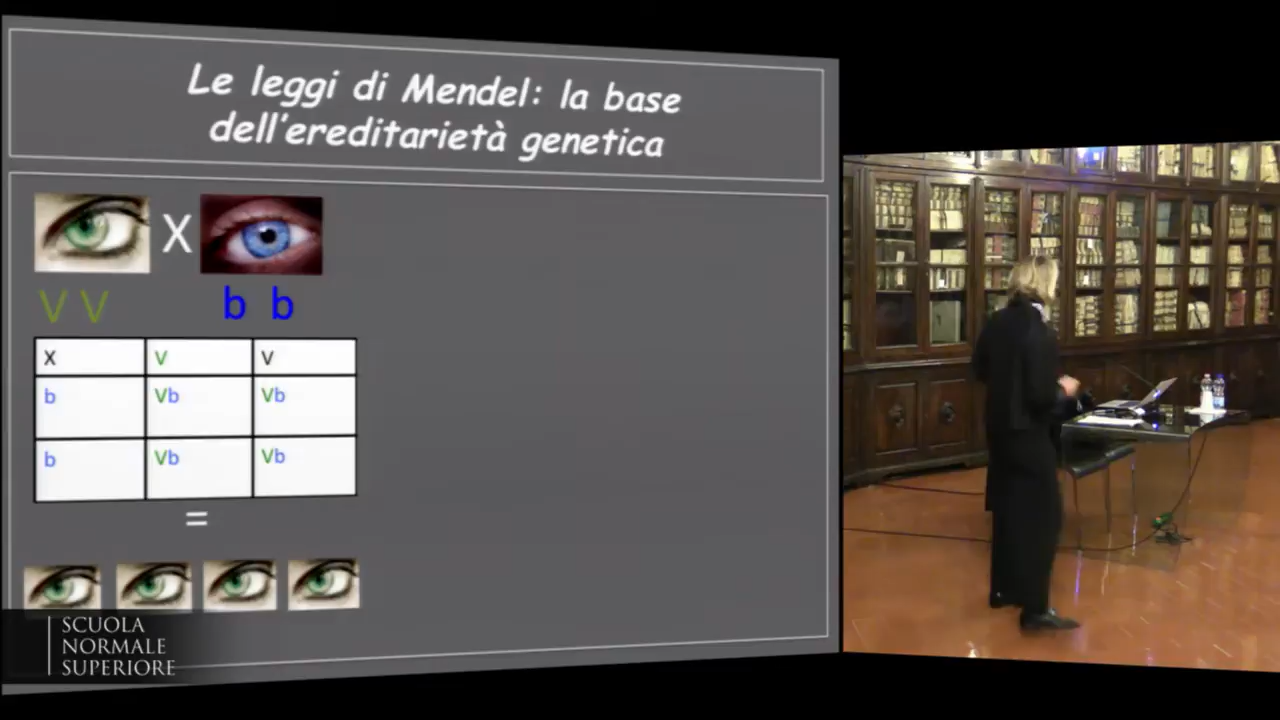 Le leggi di Mendel: la base
dell'ereditarietà genetica
X
V V
b b
x v v
b Vb Vb
b Vb Vb
=
SCUOLA
NORMALE
SUPERIORE